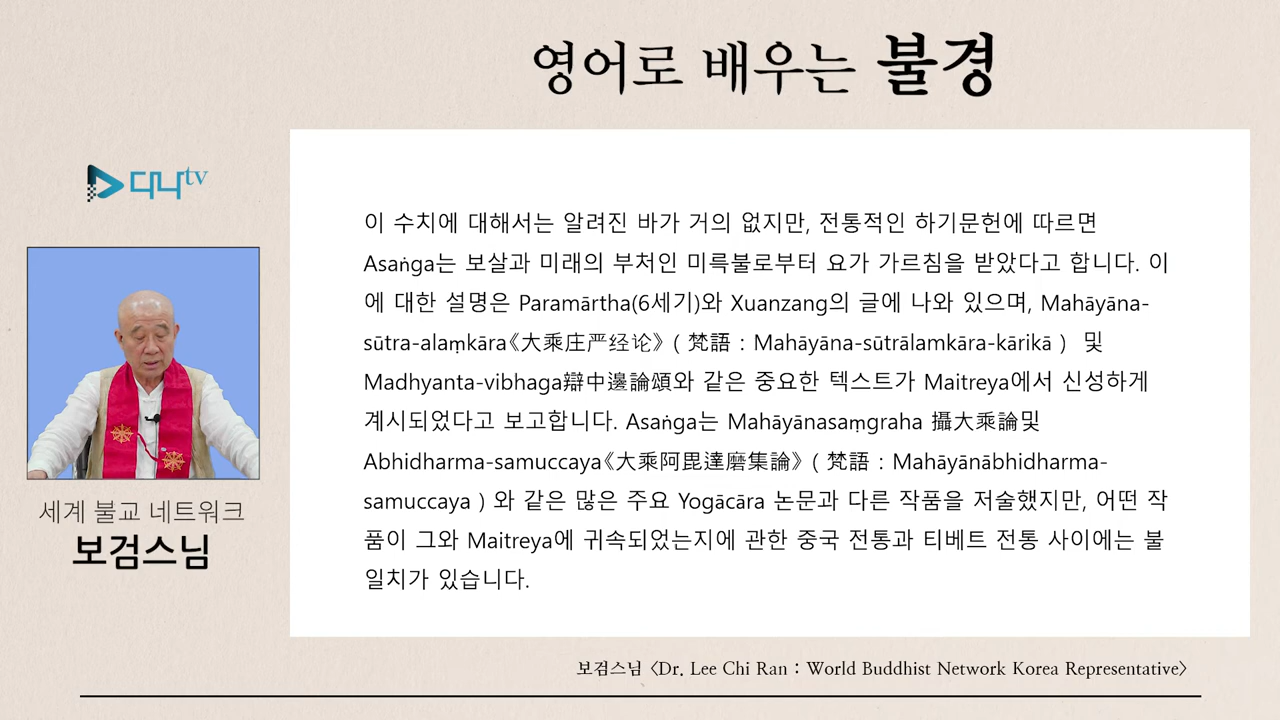 영어로 배우는 불경
디나tv
이 수치에 대해서는 알려진 바가 거의 없지만, 전통적인 하기문헌에 따르면
Asaṅga는 보살과 미래의 부처인 미륵불로부터 요가 가르침을 받았다고 합니다. 이
에 대한 설명은 Paramārtha(6세기)와 Xuanzang의 글에 나와 있으며, Mahāyāna-
sūtra-alaṃkāra《大乘庄严经论》 ( 梵語 : Mahāyāna-sūtrālamkāra-kārikā )  및
Madhyanta-vibhaga辯中邊論頌와 같은 중요한 텍스트가 Maitreya에서 신성하게
계시되었다고 보고합니다. Asaṅga는 Mahāyānasaṃgraha 攝大乘論및
Abhidharma-samuccaya《大乘阿毘達磨集論》 ( 梵語 : Mahāyānābhidharma-
samuccaya ) 와 같은 많은 주요 Yogācāra 논문과 다른 작품을 저술했지만, 어떤 작
품이 그와 Maitreya에 귀속되었는지에 관한 중국 전통과 티베트 전통 사이에는 불
일치가 있습니다.
세계 불교 네트워크
보검스님
보검스님 〈Dr. Lee Chi Ran : World Buddhist Network Korea Representative〉